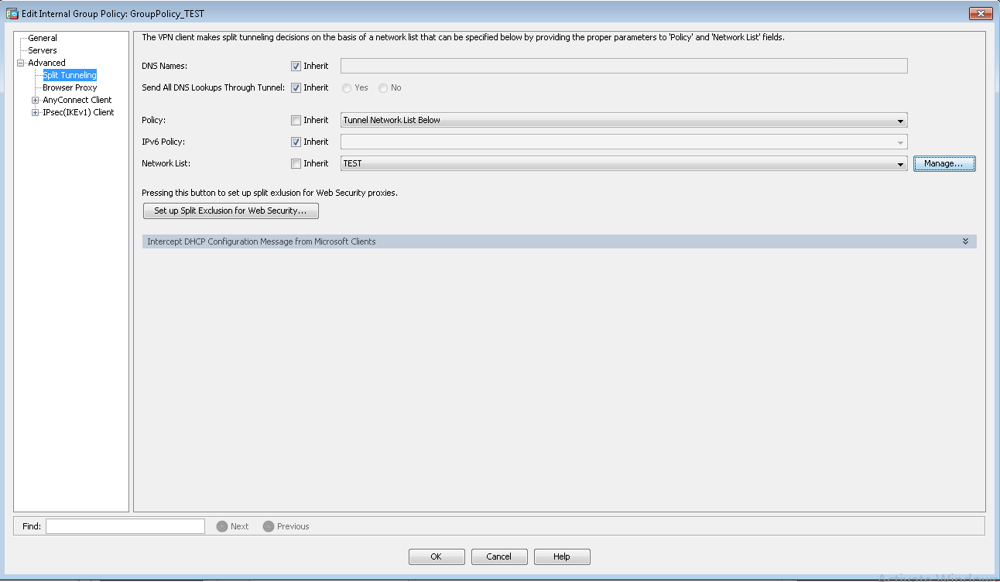 Edit Internal Group Policy: GroupPolicy_TEST
General
Servers
Advanced
Split Tunneling
Browser Proxy
AnyConnect Client
IPsec(IKEv1) Client
The VPN client makes split tunneling decisions on the basis of a network list that can be specified below by providing the proper parameters to 'Policy' and 'Network List' fields.
DNS Names: Inherit
Send All DNS Lookups Through Tunnel: Inherit Yes No
Policy: Inherit Tunnel Network List Below
IPv6 Policy: Inherit
Network List: Inherit TEST Manage...
Pressing this button to set up split exlusion for Web Security proxies.
Set up Split Exclusion for Web Security...
Intercept DHCP Configuration Message from Microsoft Clients
Find: Next Previous
OK Cancel Help
Activate Windows